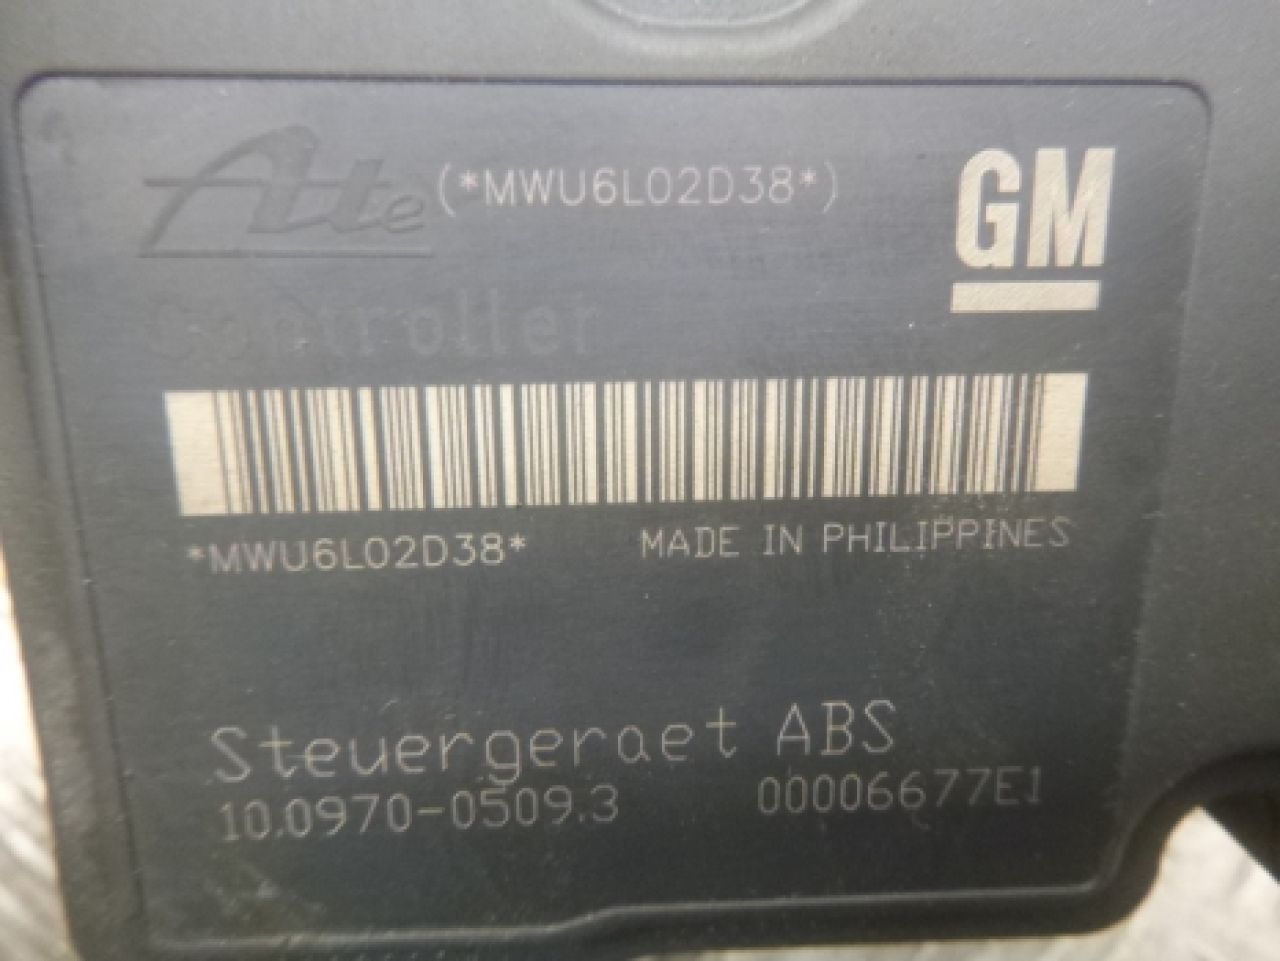 Ate (*MWU6L02D38*) GM
Controller
*MWU6L02D38* MADE IN PHILIPPINES
Steuergeraet ABS
10.0970-0509.3 00006677E1